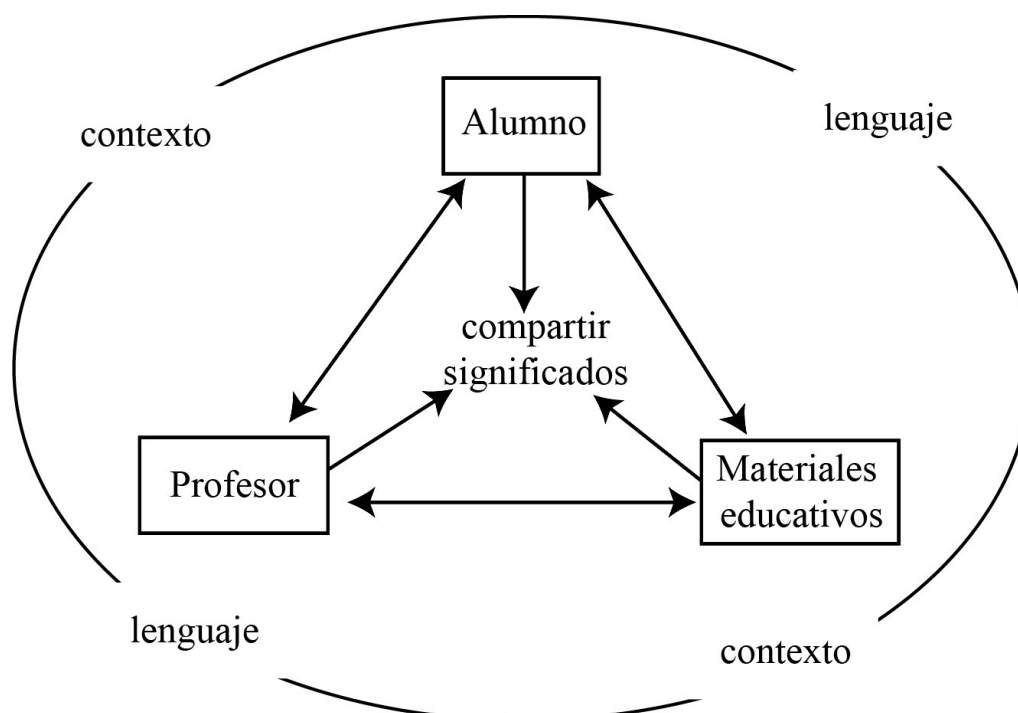 contexto
lenguaje
Alumno
compartir
significados
Profesor
Materiales
educativos
lenguaje
contexto